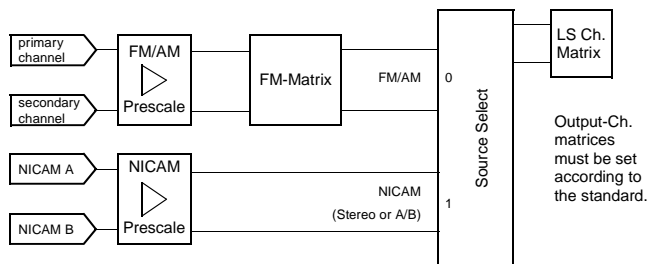 primary
channel
secondary
channel
FM/AM
Prescale
FM-Matrix
FM/AM
0
NICAM A
NICAM B
NICAM
Prescale
NICAM
(Stereo or A/B)
1
Source Select
LS Ch.
Matrix
Output-Ch.
matrices
must be set
according to
the standard.